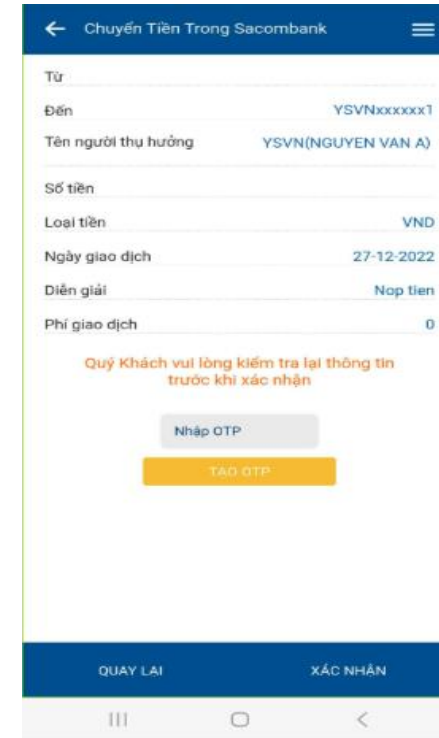 Chuyển Tiền Trong Sacombank
Từ
Đến YSVNxxxxxx1
Tên người thụ hưởng YSVN(NGUYEN VAN A)
Số tiền
Loại tiền VND
Ngày giao dịch 27-12-2022
Diễn giải Nop tien
Phí giao dịch 0
Quý Khách vui lòng kiểm tra lại thông tin
trước khi xác nhận
Nhập OTP
TẠO OTP
QUAY LẠI XÁC NHẬN